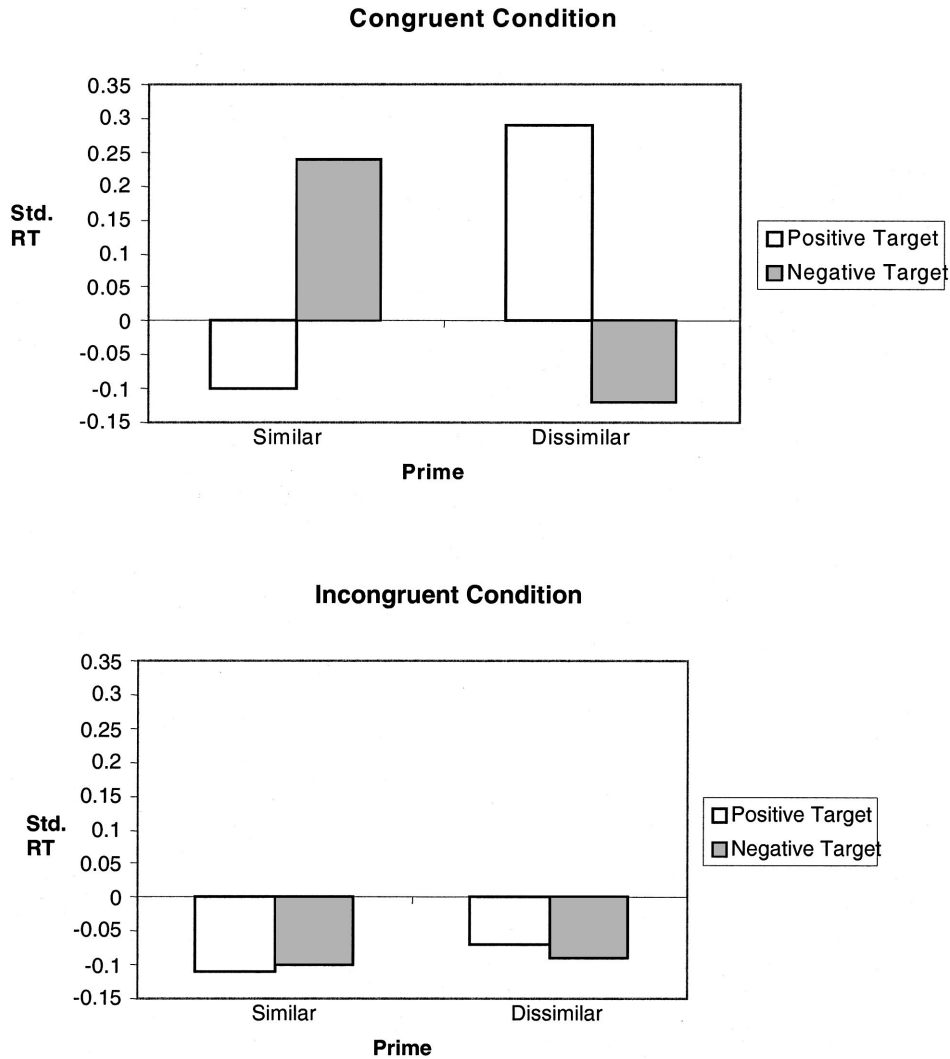 Congruent Condition
0.35
0.3
0.25
0.2
0.15
0.1
0.05
0
-0.05
-0.1
-0.15
Std.
RT
Similar Dissimilar
Prime
Positive Target
Negative Target
Incongruent Condition
0.35
0.3
0.25
0.2
0.15
0.1
0.05
0
-0.05
-0.1
-0.15
Std.
RT
Similar Dissimilar
Prime
Positive Target
Negative Target